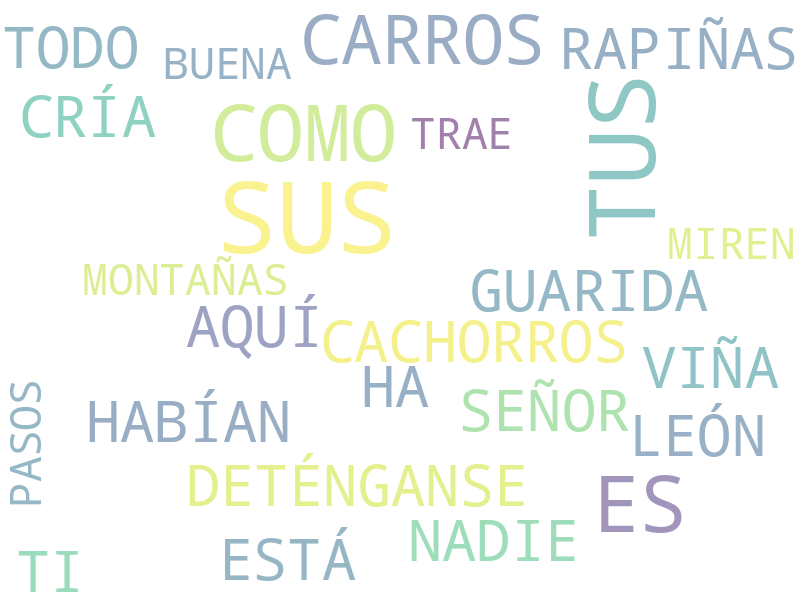 TODO BUENA CARROS RAPIÑAS
CRÍA COMO TRAE TUS
SUS MIREN
MONTAÑAS GUARIDA
AQUÍ CACHORROS VIÑA
PASOS HABÍAN HA SEÑOR LEÓN
DETÉNGANSE ES
TI ESTÁ NADIE